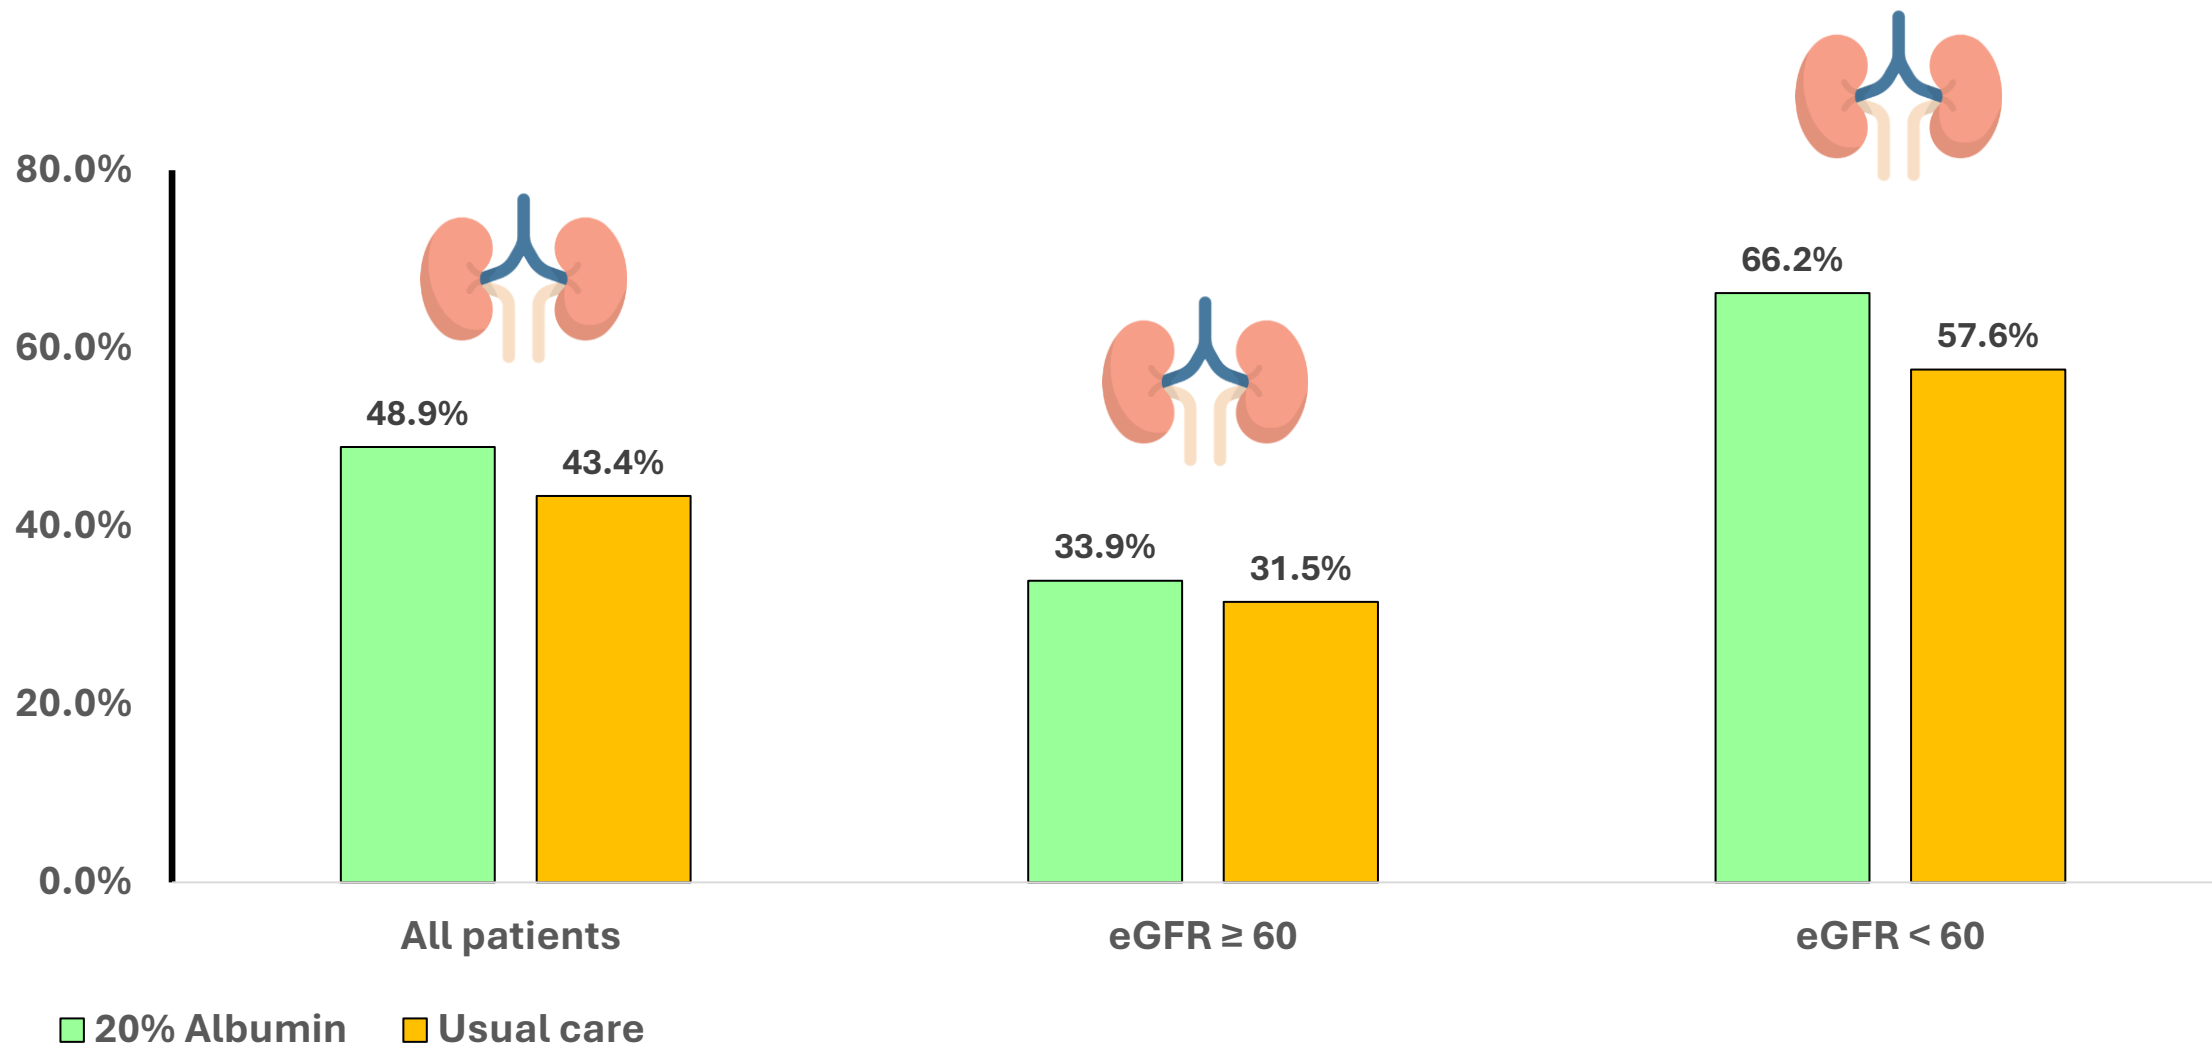 80.0%
60.0%
40.0%
20.0%
0.0%
48.9%
43.4%
33.9%
31.5%
66.2%
57.6%
All patients
eGFR ≥ 60
eGFR < 60
20% Albumin
Usual care